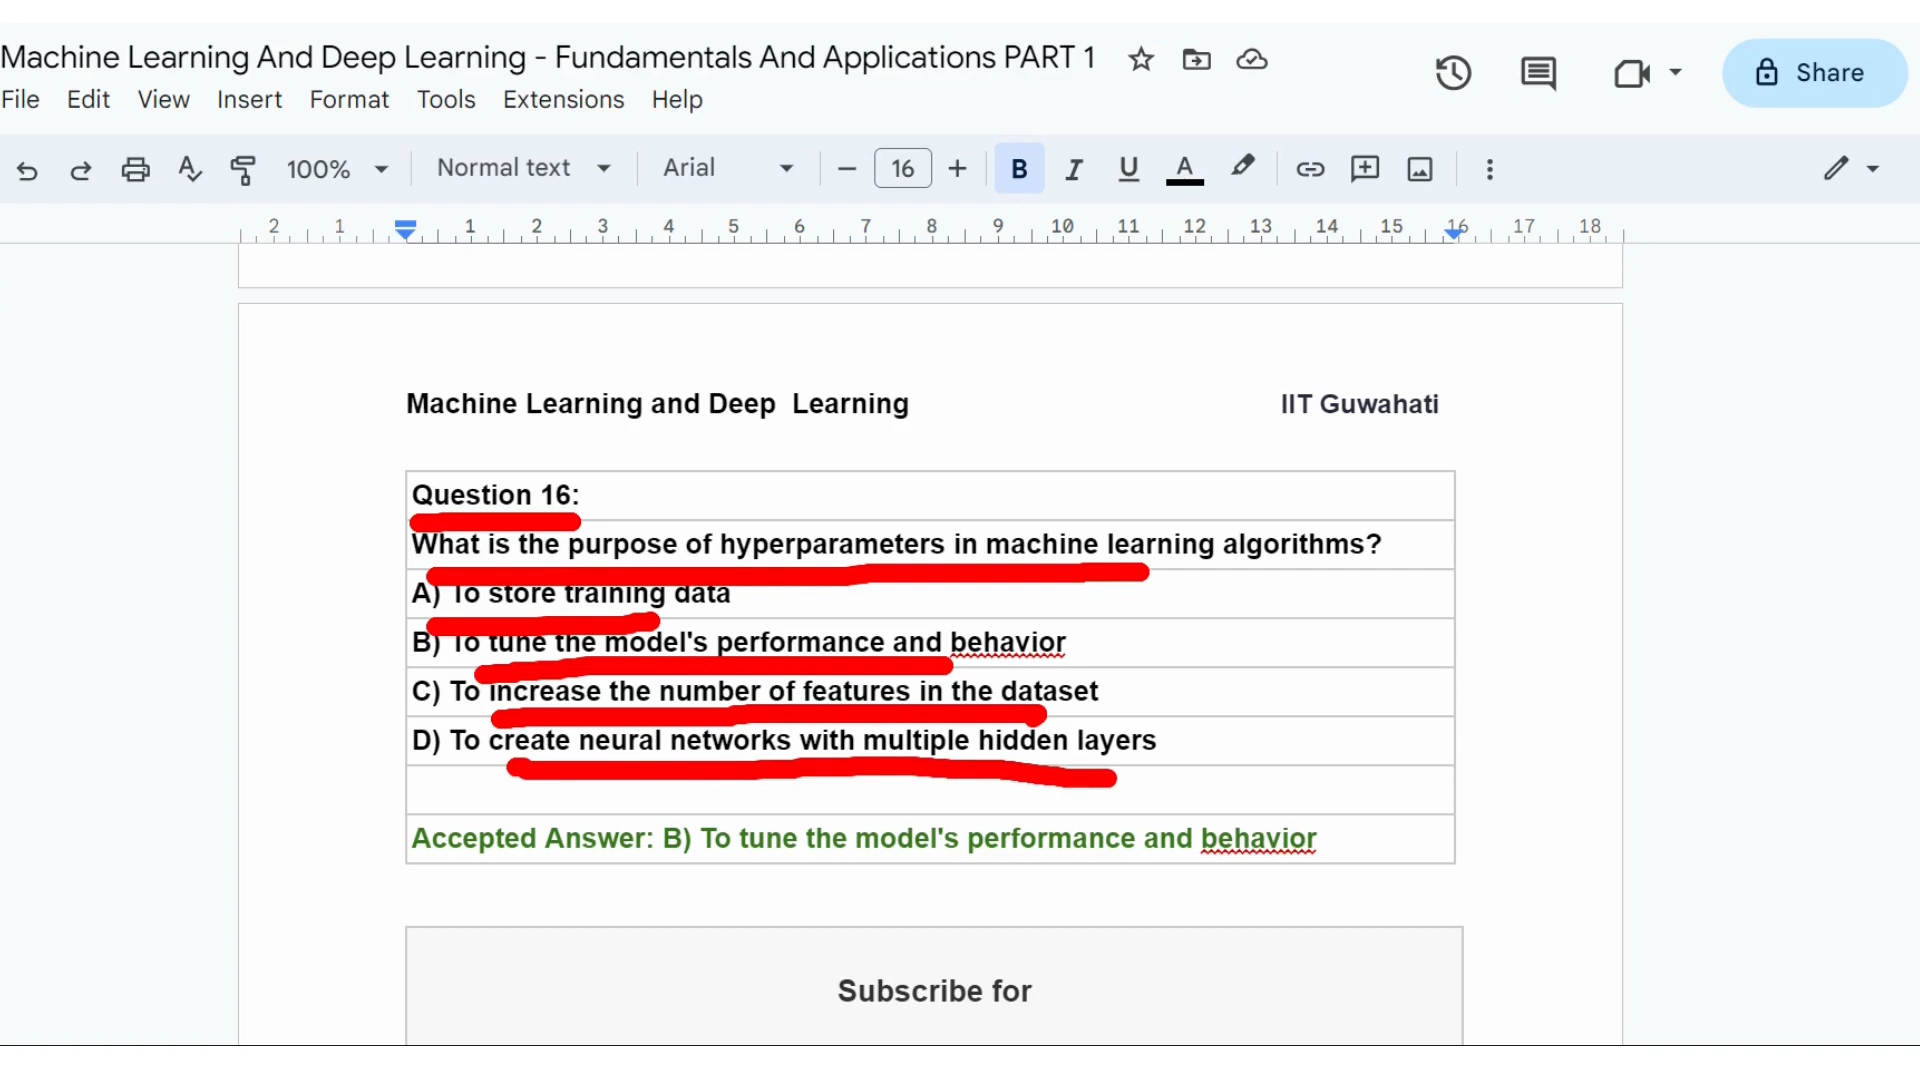 Machine Learning And Deep Learning - Fundamentals And Applications PART 1
File Edit View Insert Format Tools Extensions Help
Share
100% Normal text Arial 16 B I U A
2 1 1 2 3 4 5 6 7 8 9 10 11 12 13 14 15 16 17 18
Machine Learning and Deep Learning IIT Guwahati
Question 16:
What is the purpose of hyperparameters in machine learning algorithms?
A) To store training data
B) To tune the model's performance and behavior
C) To increase the number of features in the dataset
D) To create neural networks with multiple hidden layers
Accepted Answer: B) To tune the model's performance and behavior
Subscribe for